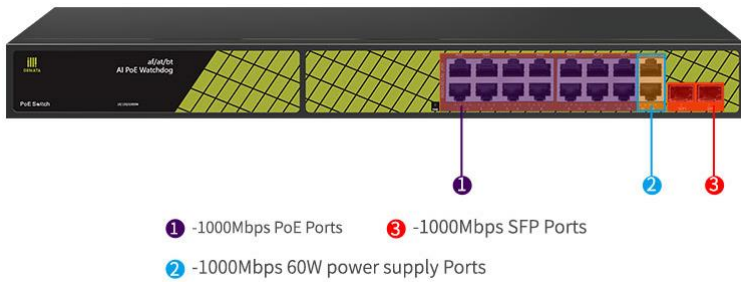 af/at/bt
AI PoE Watchdog
PoE Switch
1
2
3
1 -1000Mbps PoE Ports
3 -1000Mbps SFP Ports
2 -1000Mbps 60W power supply Ports